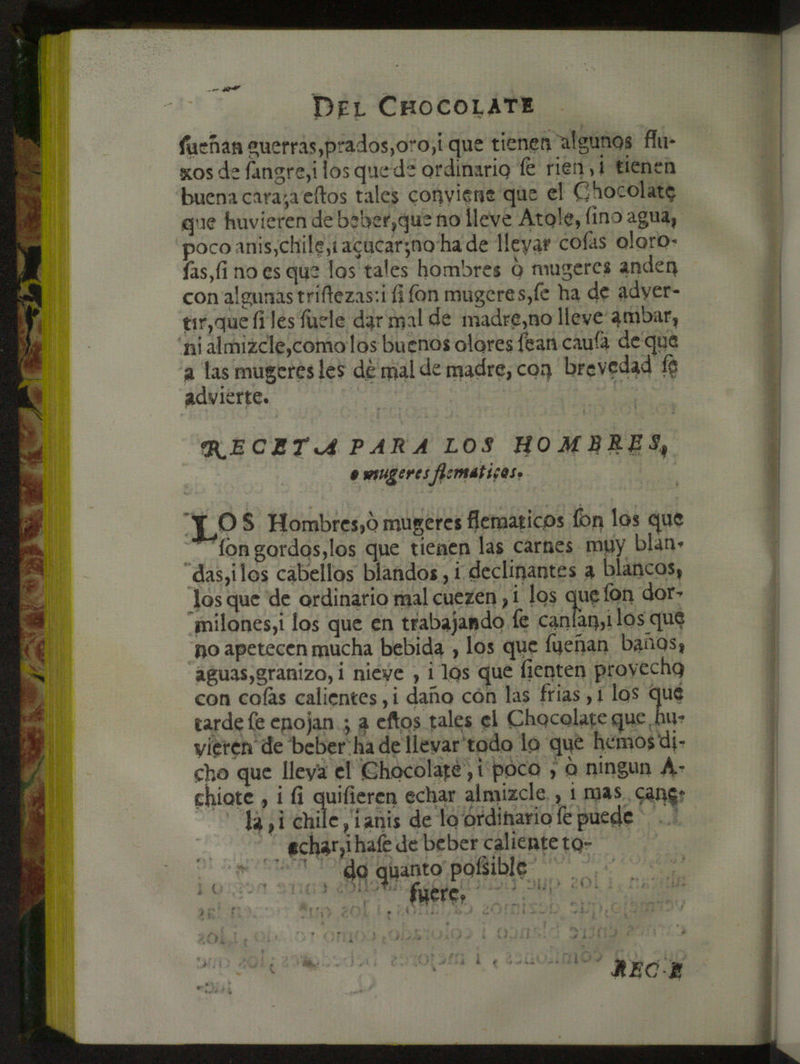 DEL CHOCOLATE
ſueñan guerras,prados,oro,i que tienen algunos flu-
xos de ſangre,i los que de ordinario ſe rien, i tienen
buena cara;a eſtos tales conviene que el Chocolate
que huvieren de beber,que no lleve Atole, ſino agua,
poco anis,chile,i açucar;no ha de llevar coſas oloro-
ſas,ſi no es que los tales hombres ò mugeres anden
con algunas triſtezas:i ſi ſon mugeres,ſe ha de adver-
tir,que ſi les ſuele dar mal de madre,no lleve ambar,
ni almizcle,como los buenos olores ſean cauſa de que
a las mugeres les dè mal de madre, con brevedad ſe
advierte.
RECETA PARA LOS HOMBRES,
o mugeres flematicas.
LOS Hombres,ò mugeres flematicos ſon los que
ſon gordos,los que tienen las carnes muy blan-
das,i los cabellos blandos, i declinantes a blancos,
los que de ordinario mal cuezen, i los que ſon dor-
milones,i los que en trabajando ſe canſan,i los que
no apetecen mucha bebida , los que ſueñan baños,
aguas,granizo, i nieve , i los que ſienten provecho
con coſas calientes, i daño con las frias, i los que
tarde ſe enojan ; a eſtos tales el Chocolate que hu-
vieren de beber ha de llevar todo lo que hemos di-
cho que lleva el Chocolate, i poco , ò ningun A-
chiote , i ſi quiſieren echar almizcle , i mas cane-
la, i chile, i anis de lo ordinario ſe puede
echar,i haſe de beber caliente to-
do quanto poſsible
fuere.
RECE